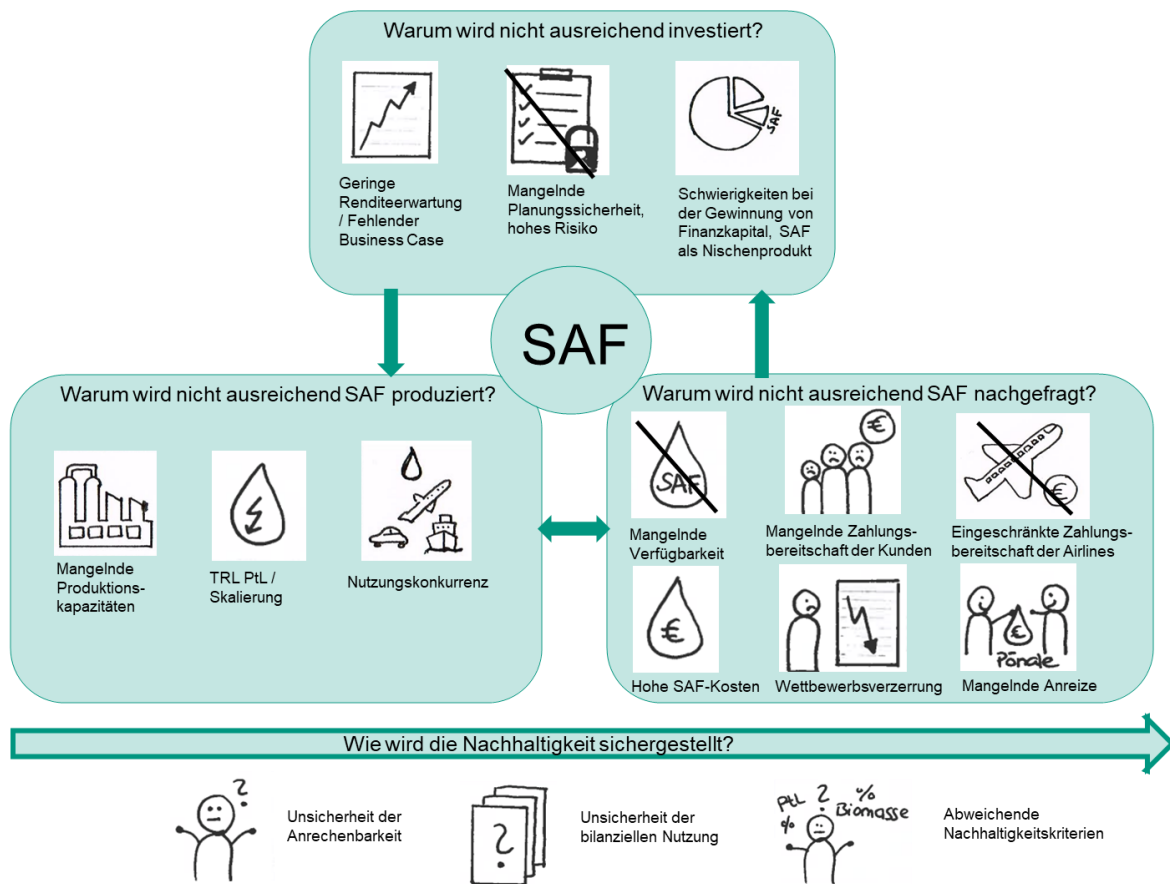 Warum wird nicht ausreichend investiert?
SAF
Geringe
Renditeerwartung
/ Fehlender
Business Case
Mangelnde
Planungssicherheit,
hohes Risiko
Schwierigkeiten bei
der Gewinnung von
Finanzkapital, SAF
als Nischenprodukt
SAF
Warum wird nicht ausreichend SAF produziert?
Mangelnde
Produktions-
kapazitäten
TRL PtL /
Skalierung
Nutzungskonkurrenz
Warum wird nicht ausreichend SAF nachgefragt?
SAF
€
€
Mangelnde
Verfügbarkeit
Mangelnde Zahlungs-
bereitschaft der Kunden
Eingeschränkte Zahlungs-
bereitschaft der Airlines
€
€
Pönale
Hohe SAF-Kosten
Wettbewerbsverzerrung
Mangelnde Anreize
Wie wird die Nachhaltigkeit sichergestellt?
?
Unsicherheit der
Anrechenbarkeit
?
Unsicherheit der
bilanziellen Nutzung
PtL ? %
% Biomasse
Abweichende
Nachhaltigkeitskriterien